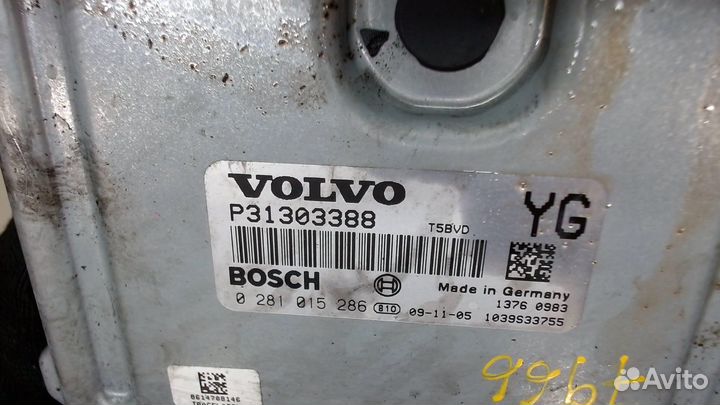 VOLVO
P31303388
T5BVD
YG
BOSCH
Made in Germany
1376 0983
0 281 015 286 810 09-11-05 1039S33755
0614708146
Avito